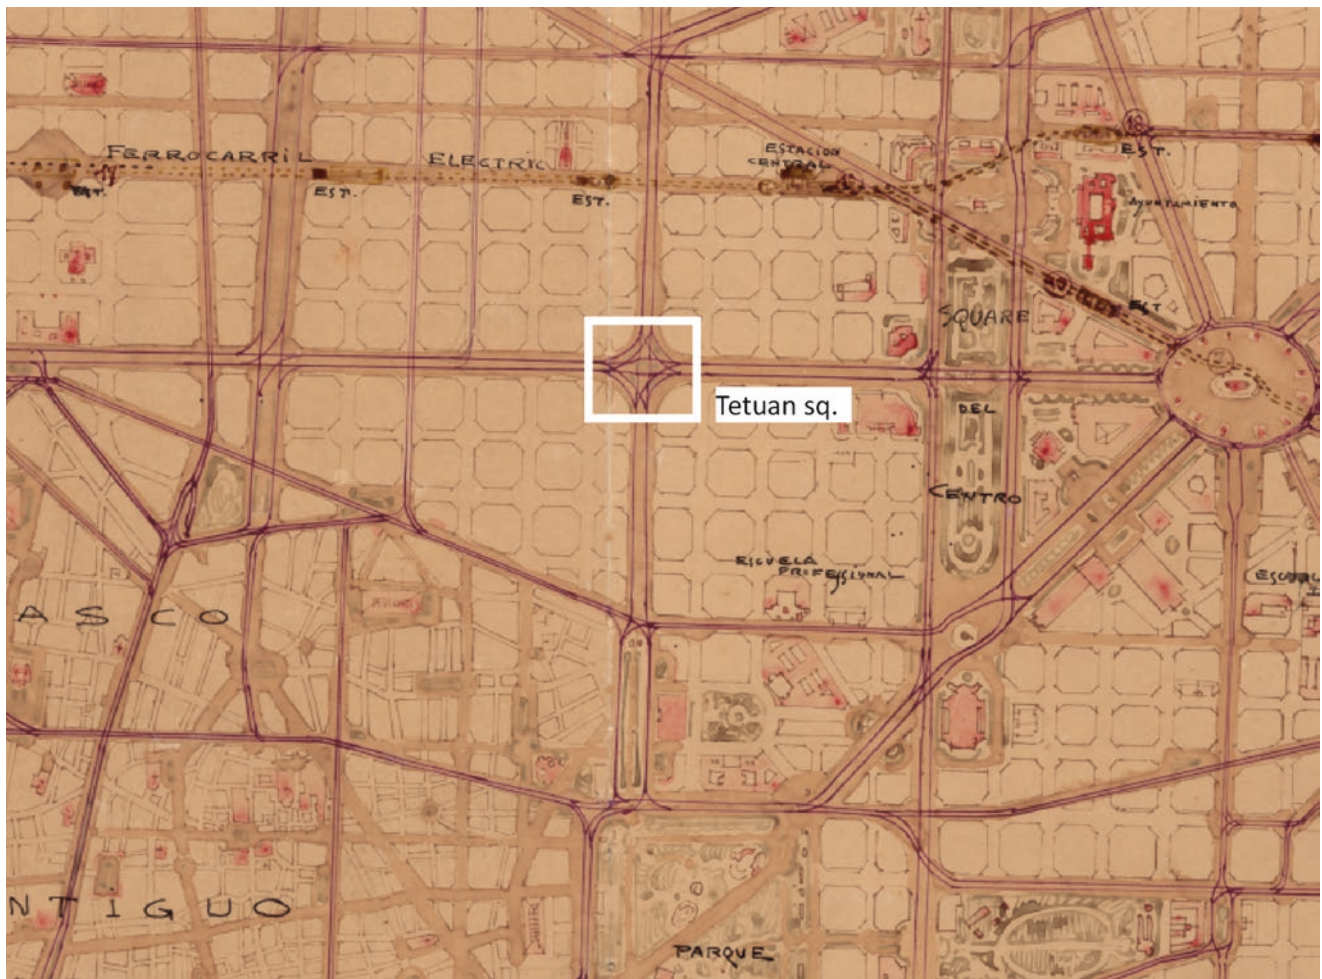 FERROCARRIL
ELECTRIC
ESTACION
CENTRAL
EST.
EST.
EST.
EST.
AYUNTAMIENTO
EST
SQUARE
Tetuan sq.
DEL
CENTRO
ESCUELA
PROFESSIONAL
ASCO
NTIGUO
PARQUE